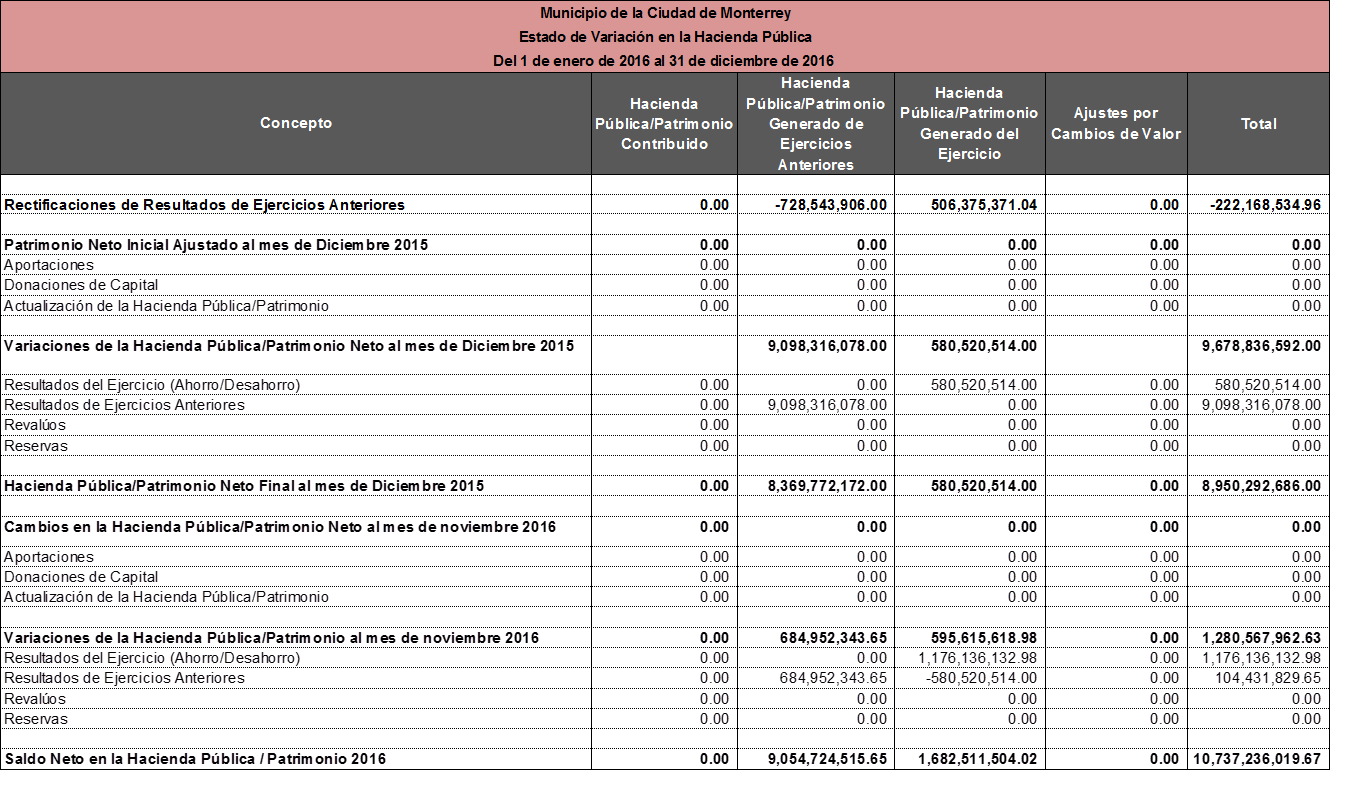 Municipio de la Ciudad de Monterrey
Estado de Variación en la Hacienda Pública
Del 1 de enero de 2016 al 31 de diciembre de 2016
Concepto Hacienda Pública/Patrimonio Contribuido Hacienda Pública/Patrimonio Generado de Ejercicios Anteriores Hacienda Pública/Patrimonio Generado del Ejercicio Ajustes por Cambios de Valor Total
Rectificaciones de Resultados de Ejercicios Anteriores 0.00 -728,543,906.00 506,375,371.04 0.00 -222,168,534.96
Patrimonio Neto Inicial Ajustado al mes de Diciembre 2015 0.00 0.00 0.00 0.00 0.00
Aportaciones 0.00 0.00 0.00 0.00 0.00
Donaciones de Capital 0.00 0.00 0.00 0.00 0.00
Actualización de la Hacienda Pública/Patrimonio 0.00 0.00 0.00 0.00 0.00
Variaciones de la Hacienda Pública/Patrimonio Neto al mes de Diciembre 2015 9,098,316,078.00 580,520,514.00 9,678,836,592.00
Resultados del Ejercicio (Ahorro/Desahorro) 0.00 0.00 580,520,514.00 0.00 580,520,514.00
Resultados de Ejercicios Anteriores 0.00 9,098,316,078.00 0.00 0.00 9,098,316,078.00
Revalúos 0.00 0.00 0.00 0.00 0.00
Reservas 0.00 0.00 0.00 0.00 0.00
Hacienda Pública/Patrimonio Neto Final al mes de Diciembre 2015 0.00 8,369,772,172.00 580,520,514.00 0.00 8,950,292,686.00
Cambios en la Hacienda Pública/Patrimonio Neto al mes de noviembre 2016 0.00 0.00 0.00 0.00 0.00
Aportaciones 0.00 0.00 0.00 0.00 0.00
Donaciones de Capital 0.00 0.00 0.00 0.00 0.00
Actualización de la Hacienda Pública/Patrimonio 0.00 0.00 0.00 0.00 0.00
Variaciones de la Hacienda Pública/Patrimonio al mes de noviembre 2016 0.00 684,952,343.65 595,615,618.98 0.00 1,280,567,962.63
Resultados del Ejercicio (Ahorro/Desahorro) 0.00 0.00 1,176,136,132.98 0.00 1,176,136,132.98
Resultados de Ejercicios Anteriores 0.00 684,952,343.65 -580,520,514.00 0.00 104,431,829.65
Revalúos 0.00 0.00 0.00 0.00 0.00
Reservas 0.00 0.00 0.00 0.00 0.00
Saldo Neto en la Hacienda Pública / Patrimonio 2016 0.00 9,054,724,515.65 1,682,511,504.02 0.00 10,737,236,019.67